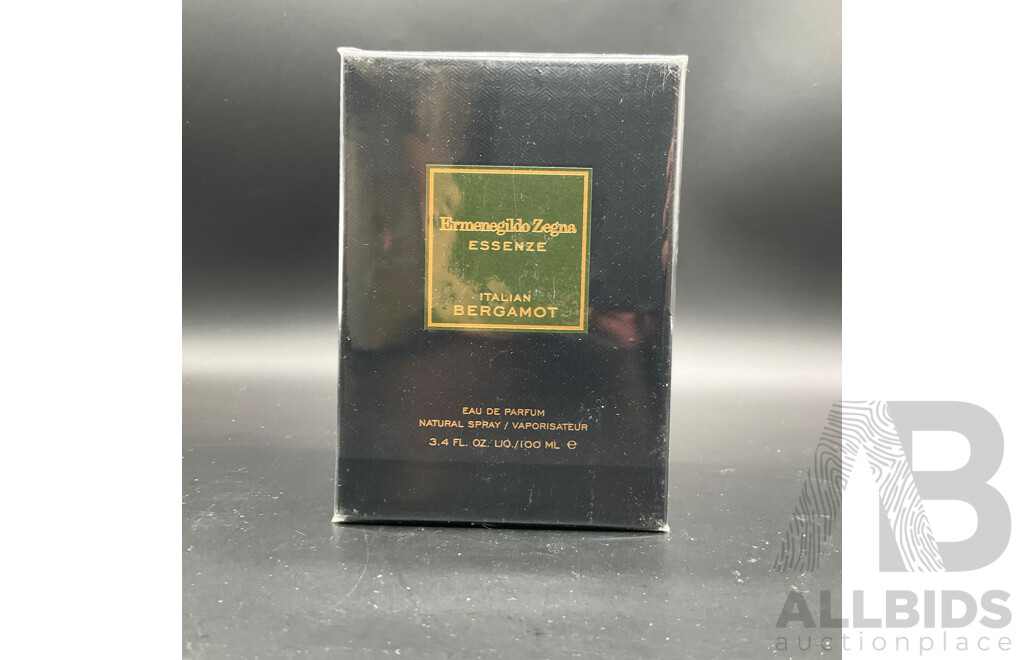 Ermenegildo Zegna
ESSENZE
ITALIAN
BERGAMOT
EAU DE PARFUM
NATURAL SPRAY / VAPORISATEUR
3.4 FL. OZ. LIQ./100 ML ℮
AB
ALLBIDS
auctionplace